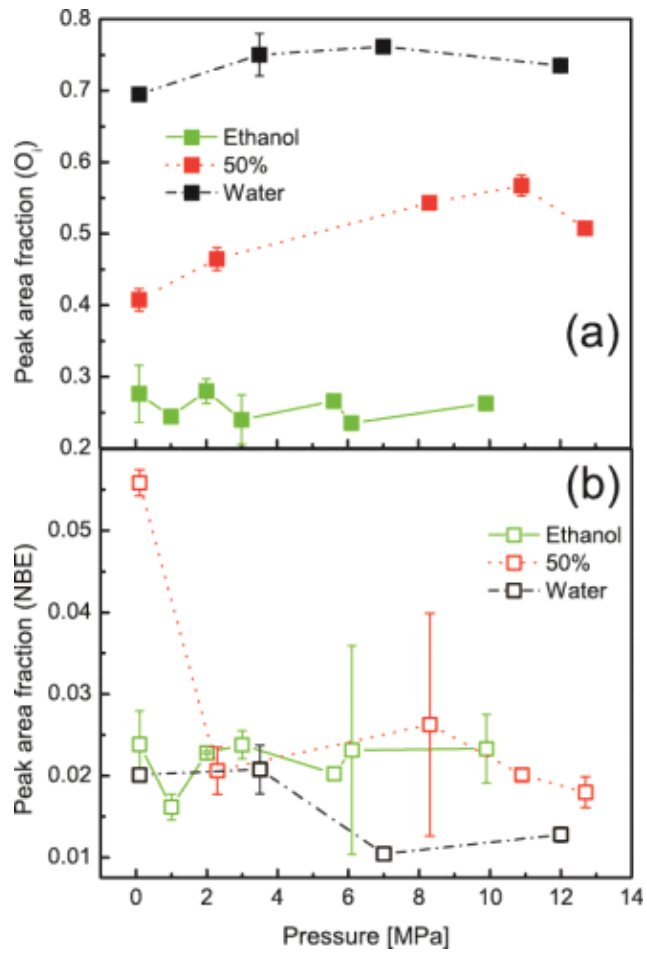 0.8
0.7
0.6
0.5
0.4
0.3
0.2
Peak area fraction (Oᵢ)
Ethanol
50%
Water
(a)
(b)
0.05
0.04
0.03
0.02
0.01
Peak area fraction (NBE)
Ethanol
50%
Water
0 2 4 6 8 10 12 14
Pressure [MPa]